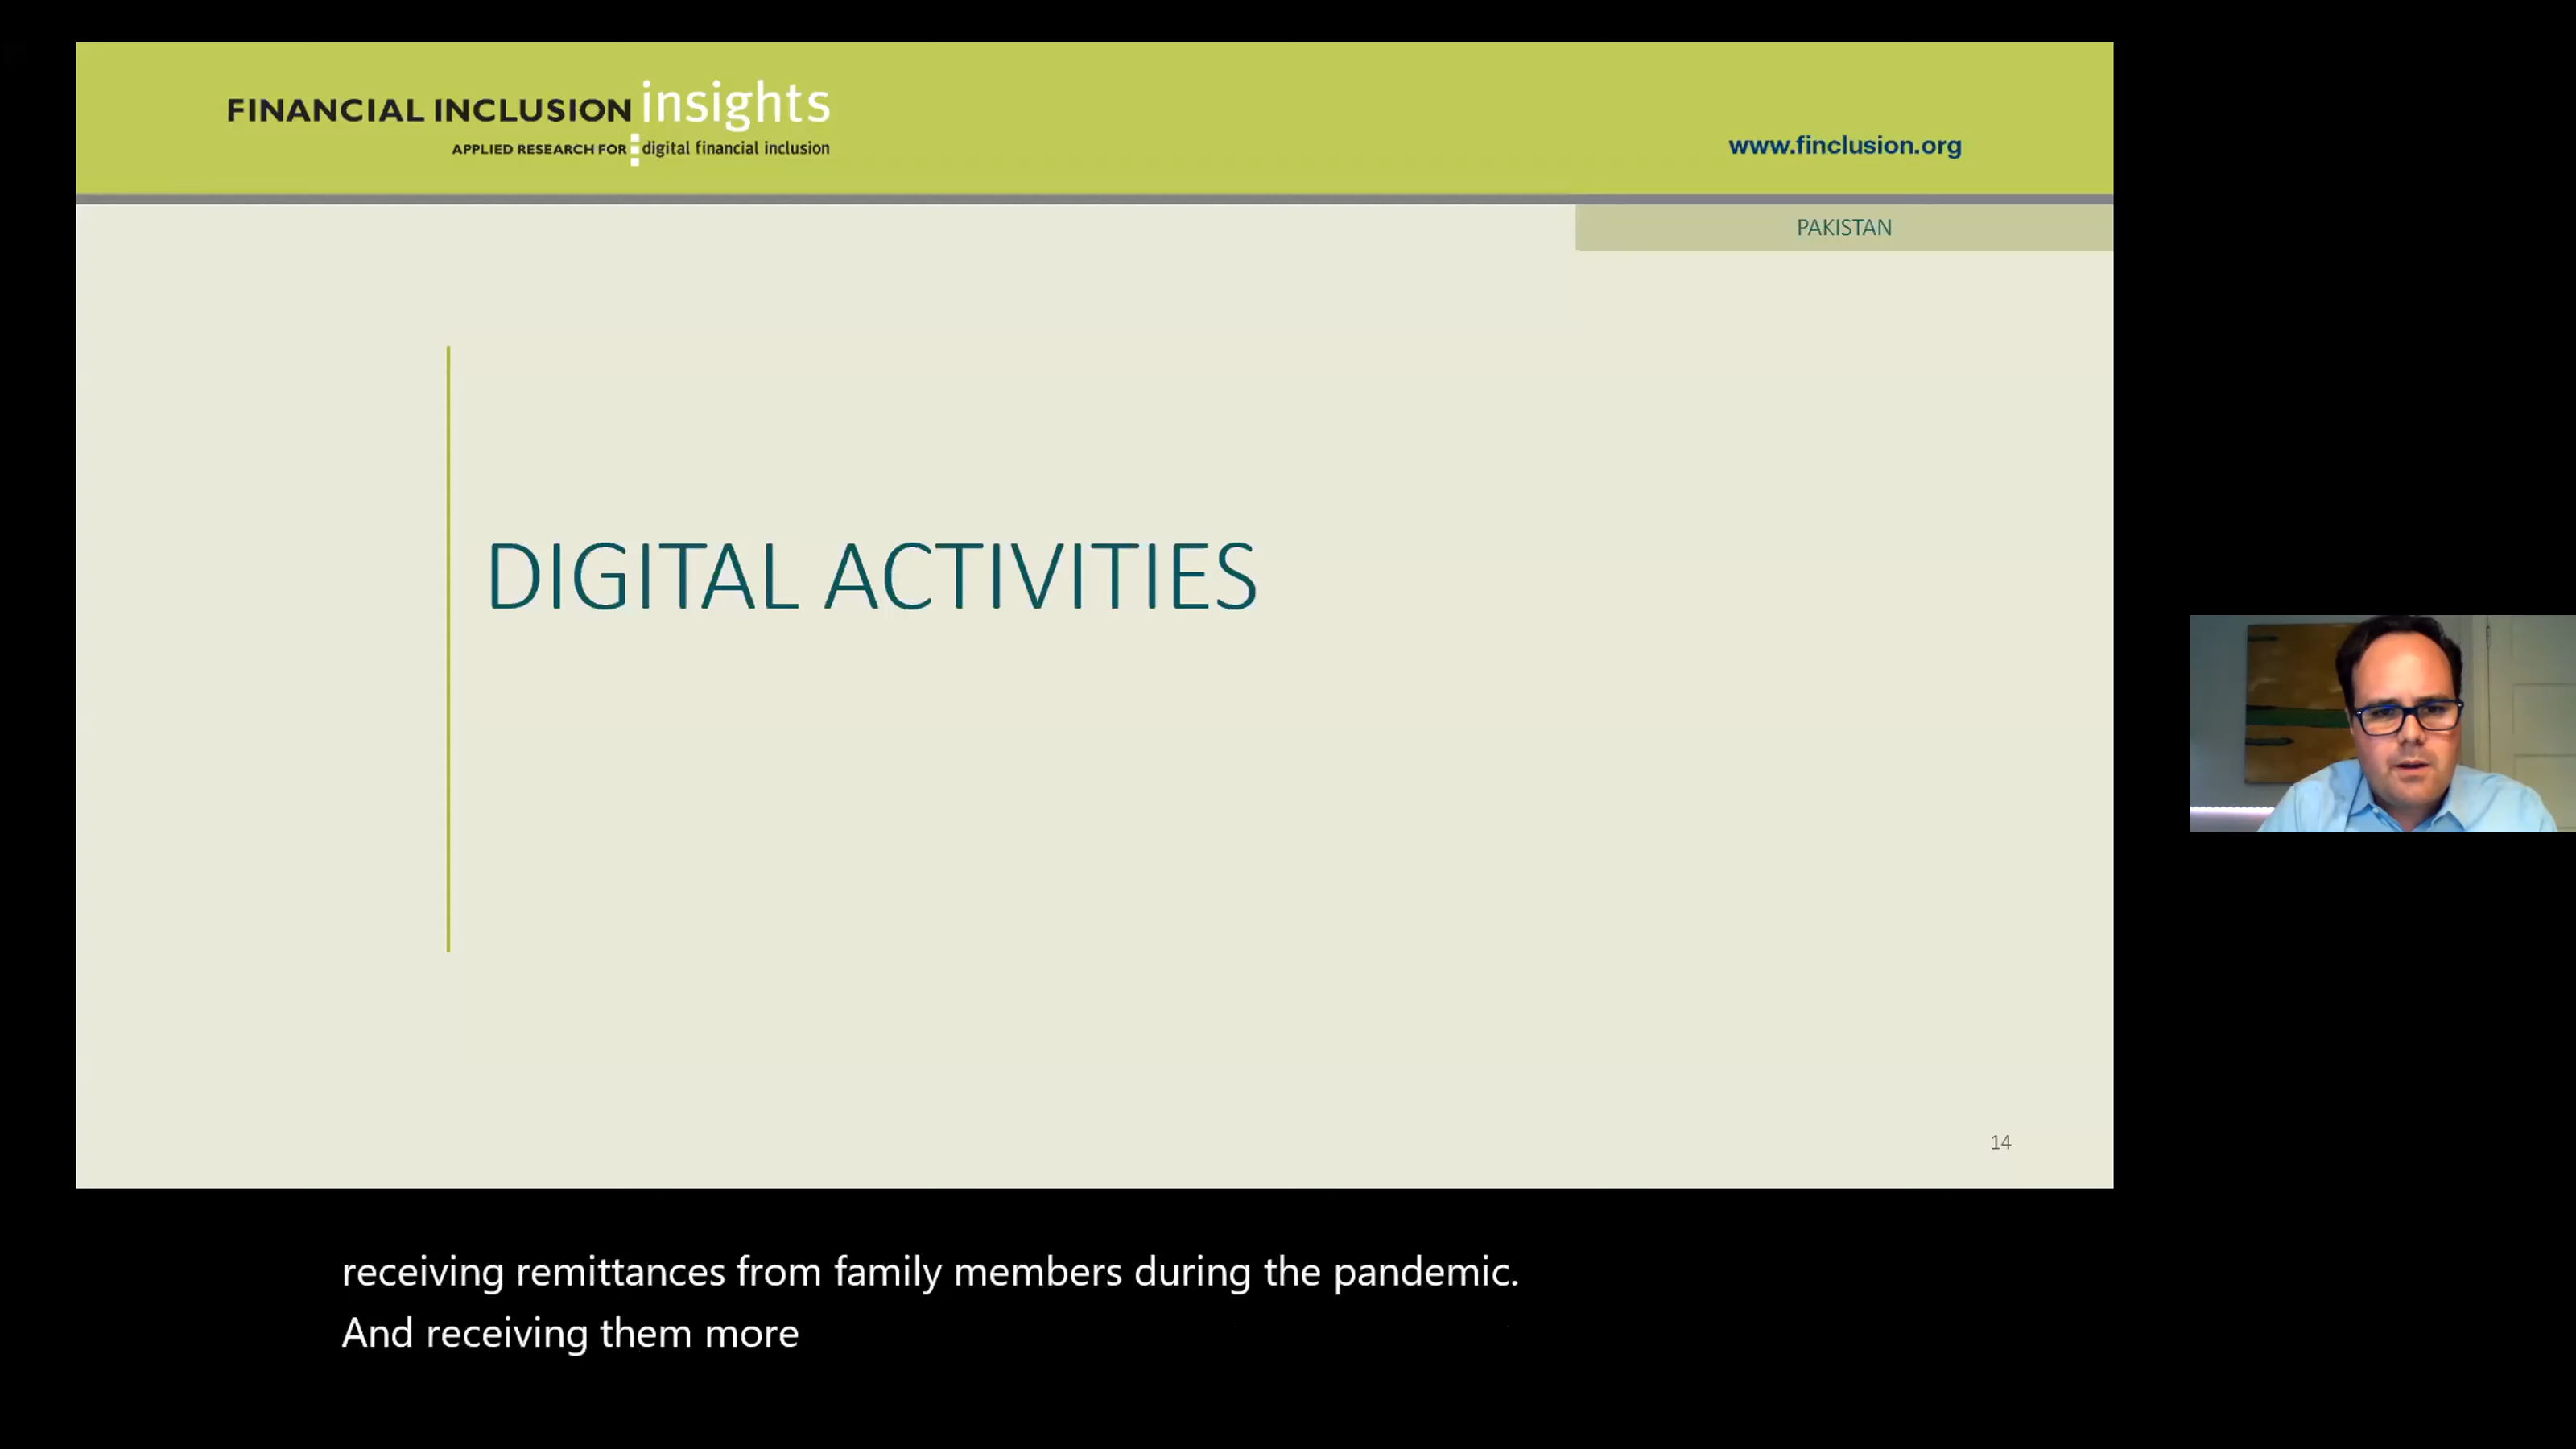 FINANCIAL INCLUSION insights
APPLIED RESEARCH FOR digital financial inclusion
www.finclusion.org
PAKISTAN
DIGITAL ACTIVITIES
14
receiving remittances from family members during the pandemic.
And receiving them more